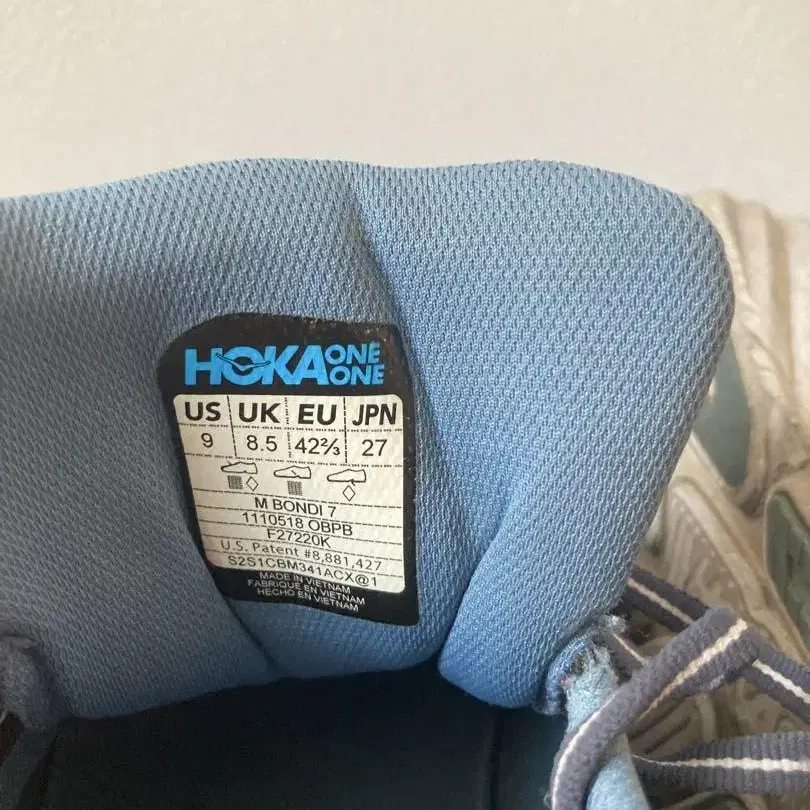 HOKA ONE ONE
US UK EU JPN
9 8.5 42⅔ 27
M BONDI 7
1110518 OBPB
F27220K
U.S. Patent #8,881,427
S2S1CBM341ACX@1
MADE IN VIETNAM
FABRIQUÉ EN VIETNAM
HECHO EN VIETNAM